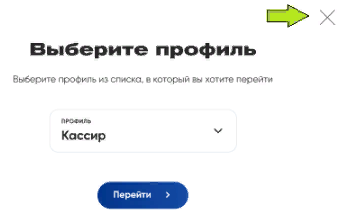 Выберите профиль
Выберите профиль из списка, в который вы хотите перейти
ПРОФИЛЬ
Кассир
Перейти